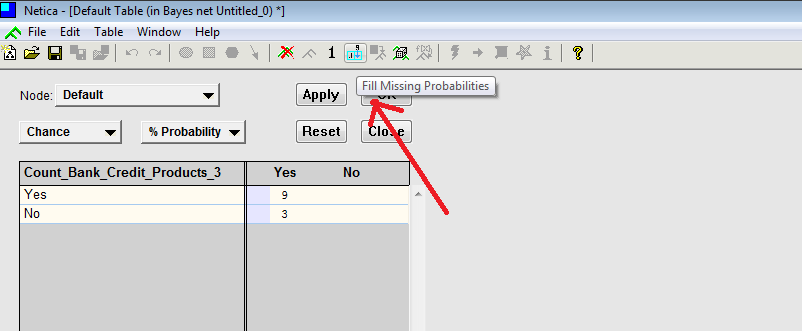 Netica - [Default Table (in Bayes net Untitled_0) *]
File Edit Table Window Help
1
Fill Missing Probabilities
Node: Default Apply OK
Chance % Probability Reset Close
Count_Bank_Credit_Products_3 Yes No
Yes 9
No 3